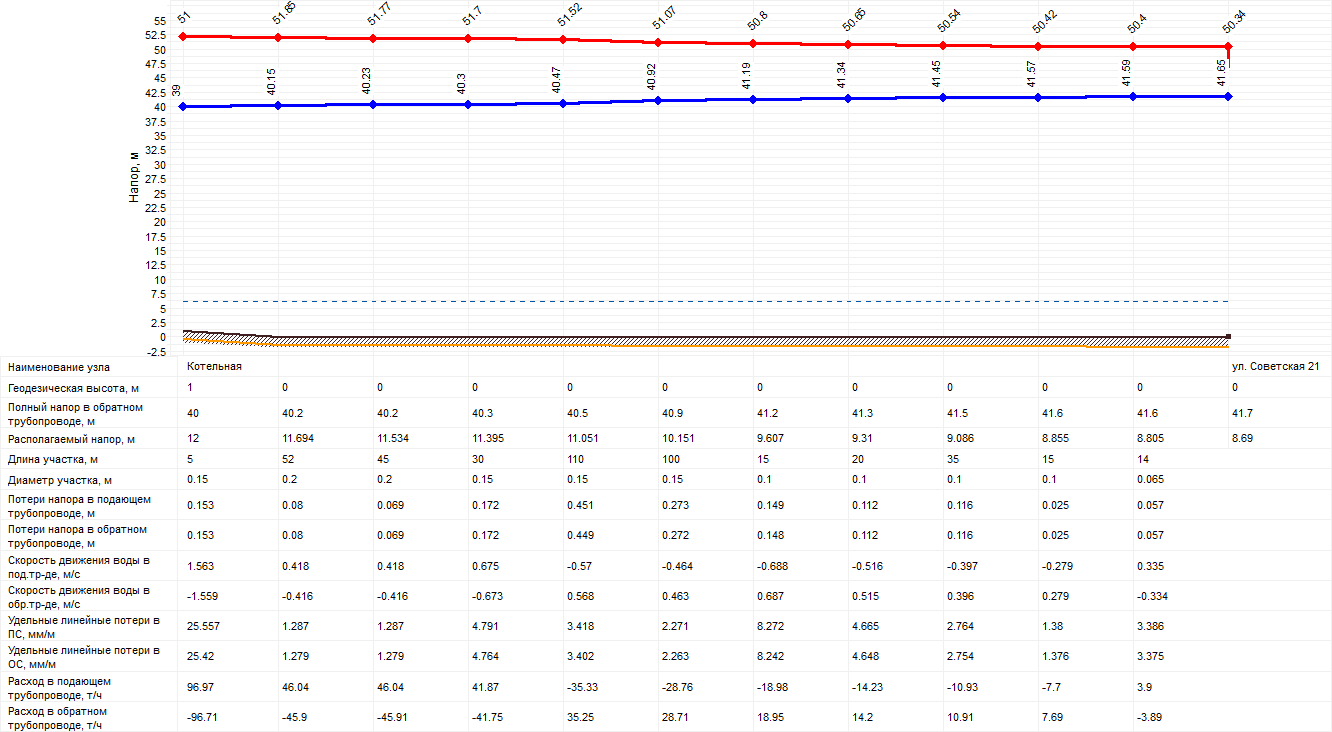 51 51.85 51.77 51.7 51.52 51.07 50.8 50.65 50.54 50.42 50.4 50.34
39 40.15 40.23 40.3 40.47 40.92 41.19 41.34 41.45 41.57 41.59 41.65
Напор, м
55
52.5
50
47.5
45
42.5
40
37.5
35
32.5
30
27.5
25
22.5
20
17.5
15
12.5
10
7.5
5
2.5
0
-2.5
Наименование узла Котельная ул. Советская 21
Геодезическая высота, м 1 0 0 0 0 0 0 0 0 0 0 0
Полный напор в обратном
трубопроводе, м 40 40.2 40.2 40.3 40.5 40.9 41.2 41.3 41.5 41.6 41.6 41.7
Располагаемый напор, м 12 11.694 11.534 11.395 11.051 10.151 9.607 9.31 9.086 8.855 8.805 8.69
Длина участка, м 5 52 45 30 110 100 15 20 35 15 14
Диаметр участка, м 0.15 0.2 0.2 0.15 0.15 0.15 0.1 0.1 0.1 0.1 0.065
Потери напора в подающем
трубопроводе, м 0.153 0.08 0.069 0.172 0.451 0.273 0.149 0.112 0.116 0.025 0.057
Потери напора в обратном
трубопроводе, м 0.153 0.08 0.069 0.172 0.449 0.272 0.148 0.112 0.116 0.025 0.057
Скорость движения воды в
под.тр-де, м/с 1.563 0.418 0.418 0.675 -0.57 -0.464 -0.688 -0.516 -0.397 -0.279 0.335
Скорость движения воды в
обр.тр-де, м/с -1.559 -0.416 -0.416 -0.673 0.568 0.463 0.687 0.515 0.396 0.279 -0.334
Удельные линейные потери в
ПС, мм/м 25.557 1.287 1.287 4.791 3.418 2.271 8.272 4.665 2.764 1.38 3.386
Удельные линейные потери в
ОС, мм/м 25.42 1.279 1.279 4.764 3.402 2.263 8.242 4.648 2.754 1.376 3.375
Расход в подающем
трубопроводе, т/ч 96.97 46.04 46.04 41.87 -35.33 -28.76 -18.98 -14.23 -10.93 -7.7 3.9
Расход в обратном
трубопроводе, т/ч -96.71 -45.9 -45.91 -41.75 35.25 28.71 18.95 14.2 10.91 7.69 -3.89